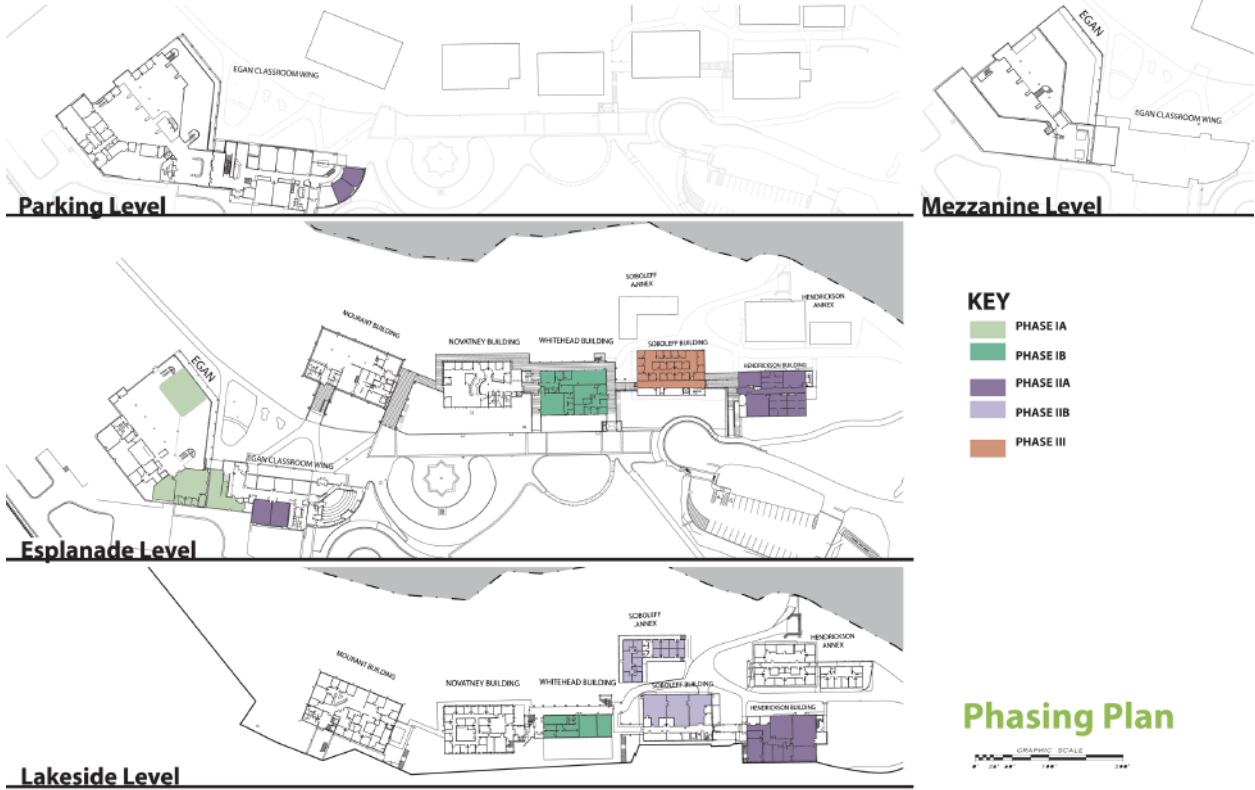 EGAN CLASSROOM WING
Parking Level
EGAN
EGAN CLASSROOM WING
Mezzanine Level
SOBOLEFF
ANNEX
HENDRICKSON
ANNEX
MOURANT BUILDING
NOVATNEY BUILDING
WHITEHEAD BUILDING
SOBOLEFF BUILDING
HENDRICKSON BUILDING
EGAN
EGAN CLASSROOM WING
Esplanade Level
KEY
PHASE IA
PHASE IB
PHASE IIA
PHASE IIB
PHASE III
SOBOLEFF
ANNEX
HENDRICKSON
ANNEX
MOURANT BUILDING
NOVATNEY BUILDING
WHITEHEAD BUILDING
SOBOLEFF BUILDING
HENDRICKSON BUILDING
Lakeside Level
Phasing Plan
GRAPHIC SCALE
0' 100' 200'